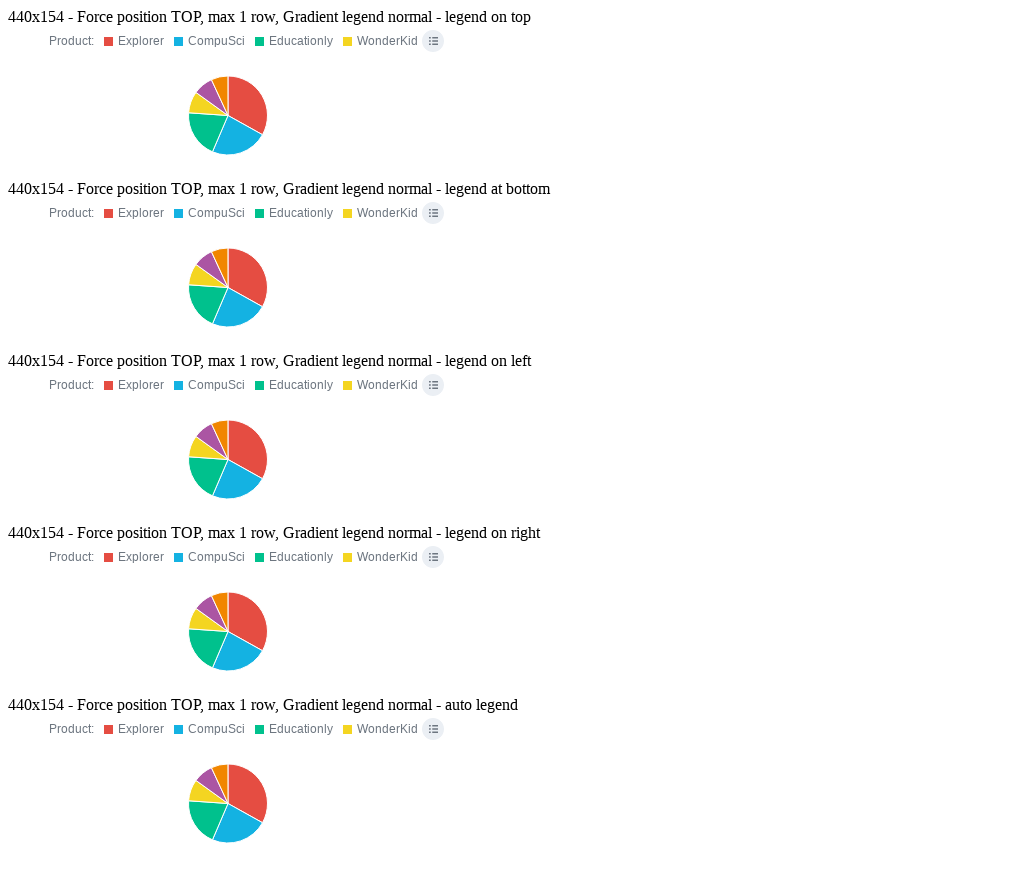 440x154 - Force position TOP, max 1 row, Gradient legend normal - legend on top
Product: Explorer CompuSci Educationly WonderKid
440x154 - Force position TOP, max 1 row, Gradient legend normal - legend at bottom
Product: Explorer CompuSci Educationly WonderKid
440x154 - Force position TOP, max 1 row, Gradient legend normal - legend on left
Product: Explorer CompuSci Educationly WonderKid
440x154 - Force position TOP, max 1 row, Gradient legend normal - legend on right
Product: Explorer CompuSci Educationly WonderKid
440x154 - Force position TOP, max 1 row, Gradient legend normal - auto legend
Product: Explorer CompuSci Educationly WonderKid